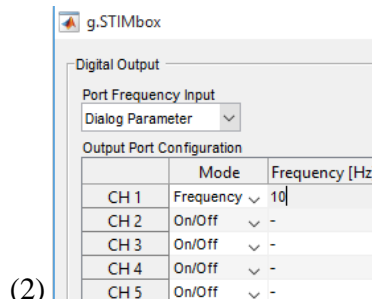 g.STIMbox
Digital Output
Port Frequency Input
Dialog Parameter
Output Port Configuration
Mode Frequency [Hz
CH 1 Frequency 10
CH 2 On/Off -
CH 3 On/Off -
CH 4 On/Off -
(2) CH 5 On/Off -